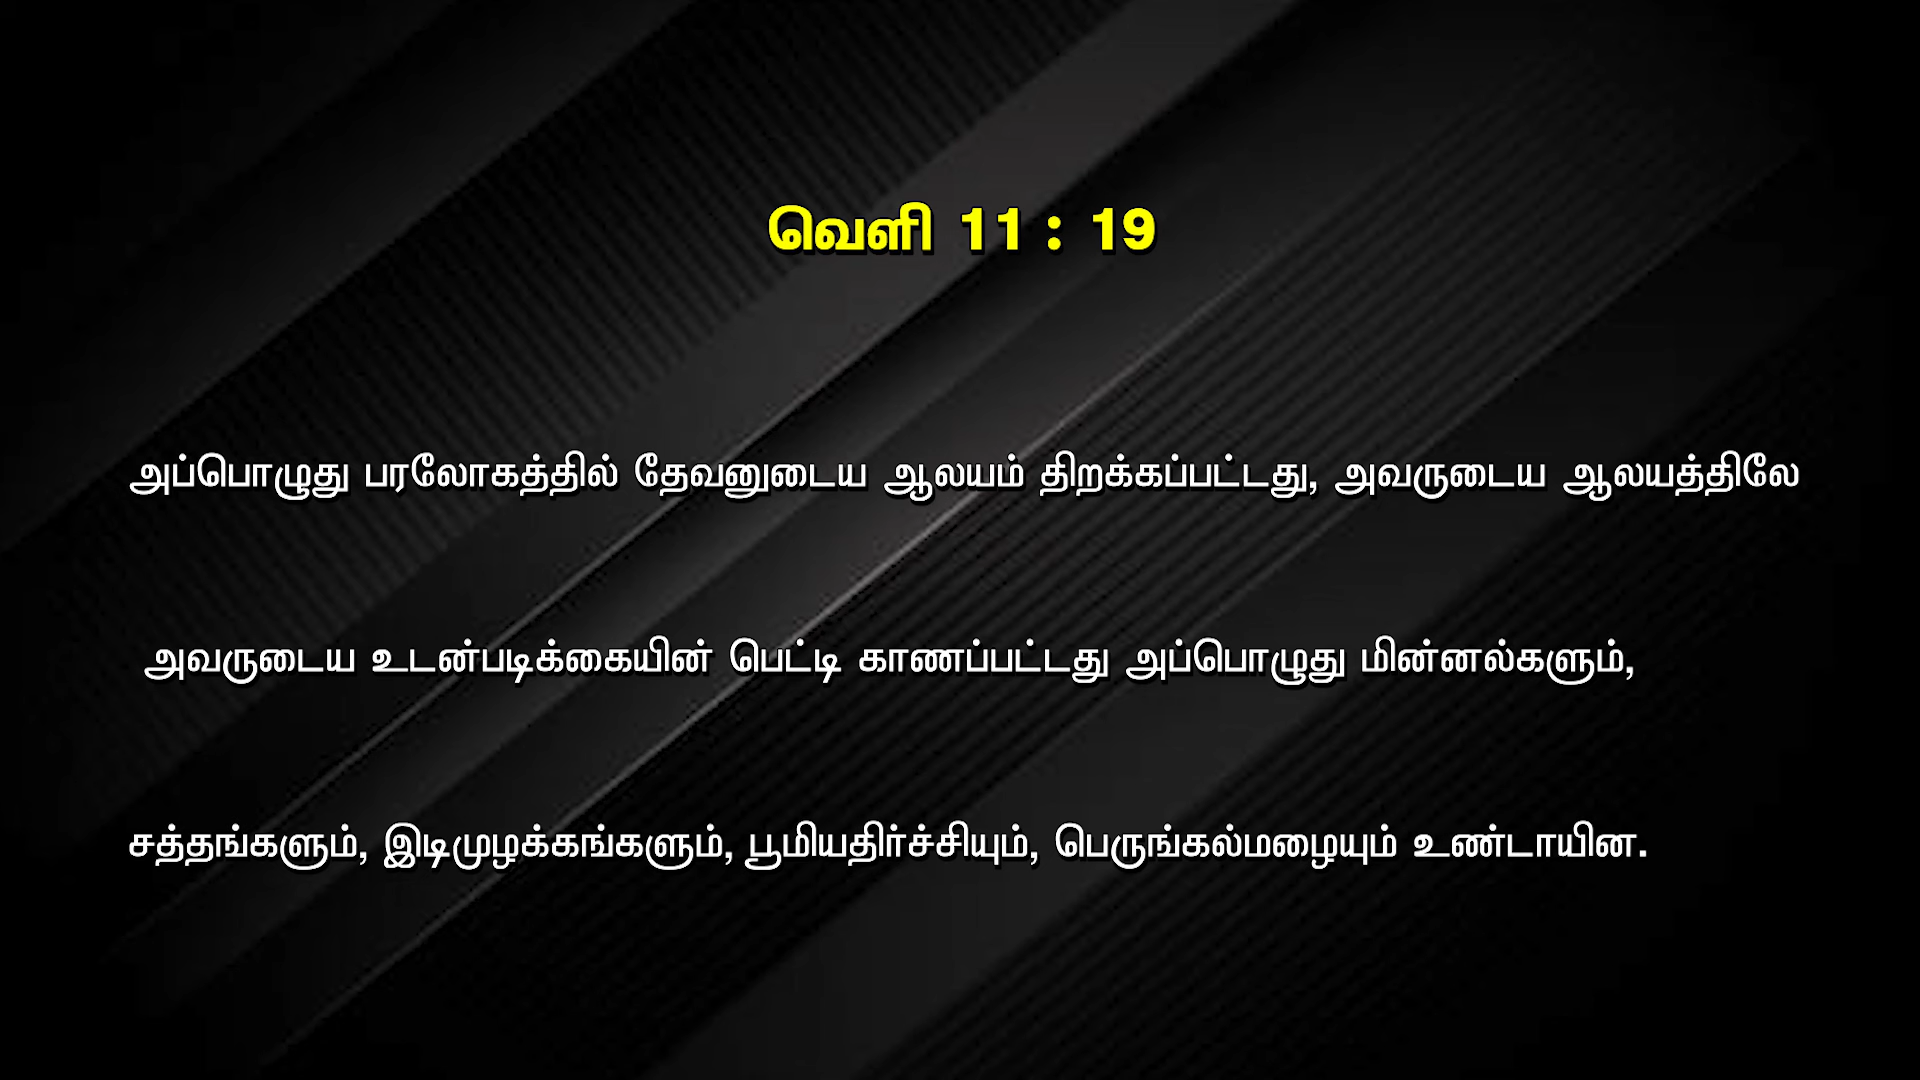 வெளி 11 : 19
அப்பொழுது பரலோகத்தில் தேவனுடைய ஆலயம் திறக்கப்பட்டது, அவருடைய ஆலயத்திலே
அவருடைய உடன்படிக்கையின் பெட்டி காணப்பட்டது அப்பொழுது மின்னல்களும்,
சத்தங்களும், இடிமுழக்கங்களும், பூமியதிர்ச்சியும், பெருங்கல்மழையும் உண்டாயின.